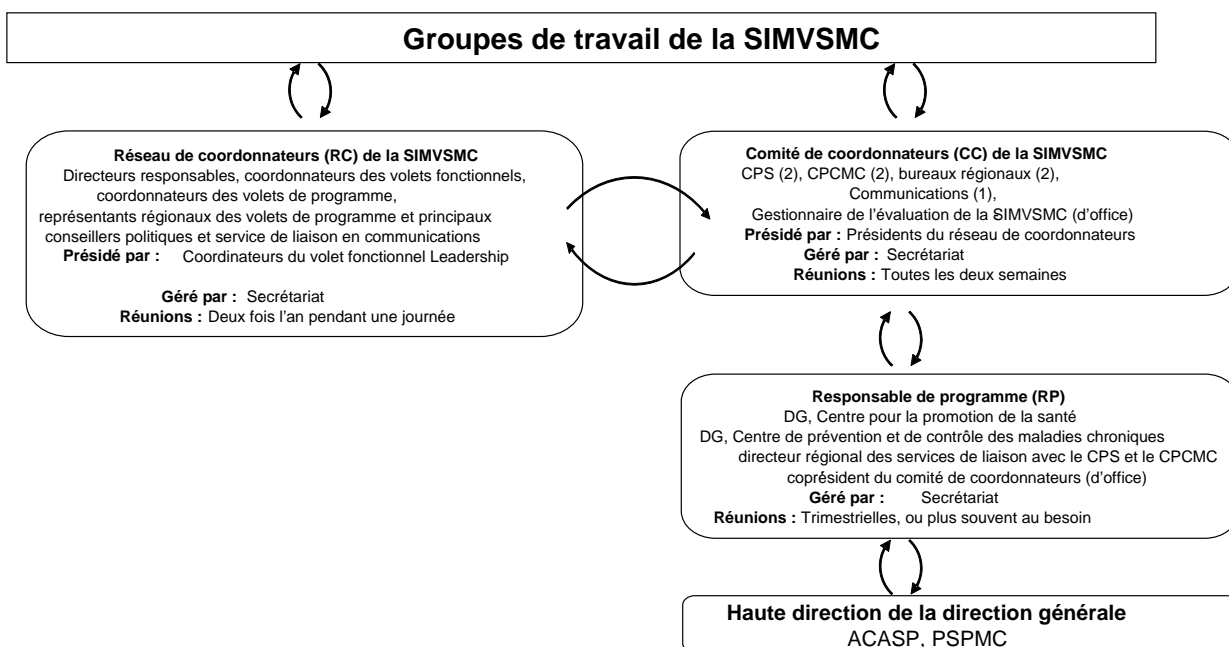 Groupes de travail de la SIMVSMC
Réseau de coordonnateurs (RC) de la SIMVSMC
Directeurs responsables, coordonnateurs des volets fonctionnels,
coordonnateurs des volets de programme,
représentants régionaux des volets de programme et principaux
conseillers politiques et service de liaison en communications
Présidé par : Coordinateurs du volet fonctionnel Leadership
Géré par : Secrétariat
Réunions : Deux fois l'an pendant une journée
Comité de coordonnateurs (CC) de la SIMVSMC
CPS (2), CPCMC (2), bureaux régionaux (2),
Communications (1),
Gestionnaire de l'évaluation de la SIMVSMC (d'office)
Présidé par : Présidents du réseau de coordonnateurs
Géré par : Secrétariat
Réunions : Toutes les deux semaines
Responsable de programme (RP)
DG, Centre pour la promotion de la santé
DG, Centre de prévention et de contrôle des maladies chroniques
directeur régional des services de liaison avec le CPS et le CPCMC
coprésident du comité de coordonnateurs (d'office)
Géré par : Secrétariat
Réunions : Trimestrielles, ou plus souvent au besoin
Haute direction de la direction générale
ACASP, PSPMC